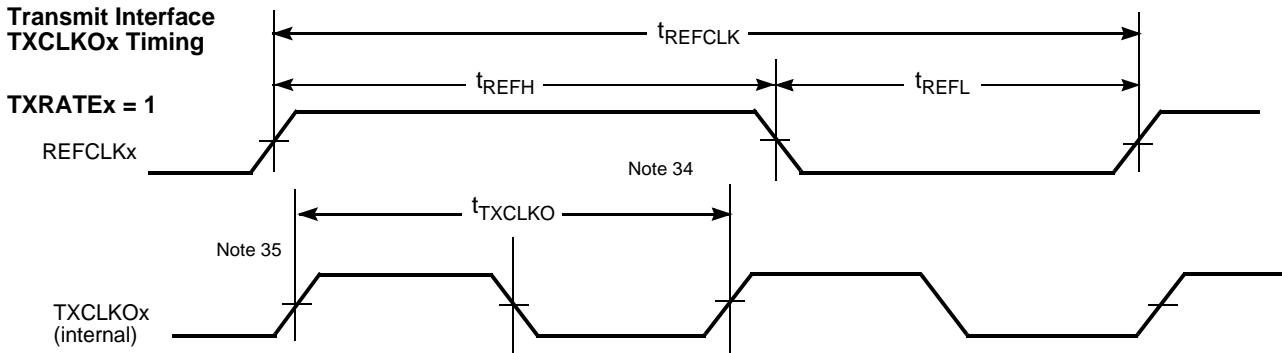 Transmit Interface
TXCLKOx Timing
tREFCLK
tREFH
tREFL
TXRATEx = 1
REFCLKx
Note 34
tTXCLKO
Note 35
TXCLKOx
(internal)